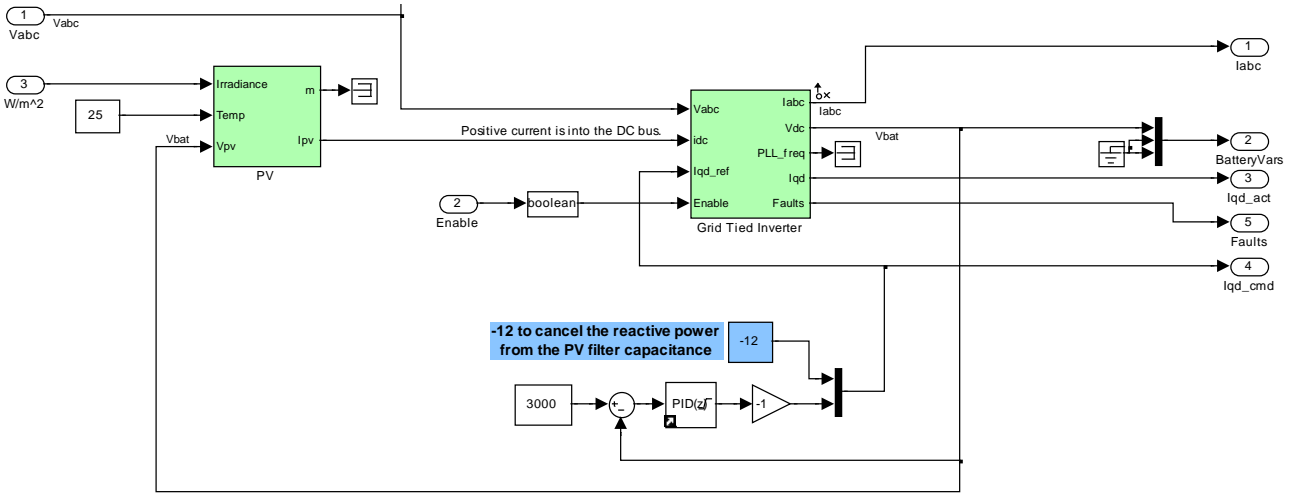 1
Vabc
Vabc
3
W/m^2
25
Vbat
Irradiance
Temp
Vpv
m
Ipv
PV
Positive current is into the DC bus.
2
Enable
boolean
Vabc
idc
Iqd_ref
Enable
Iabc
Vdc
PLL_freq
Iqd
Faults
Grid Tied Inverter
Iabc
Vbat
1
Iabc
2
BatteryVars
3
Iqd_act
5
Faults
4
Iqd_cmd
-12 to cancel the reactive power
from the PV filter capacitance
-12
3000
+
−
PID(z)
-1